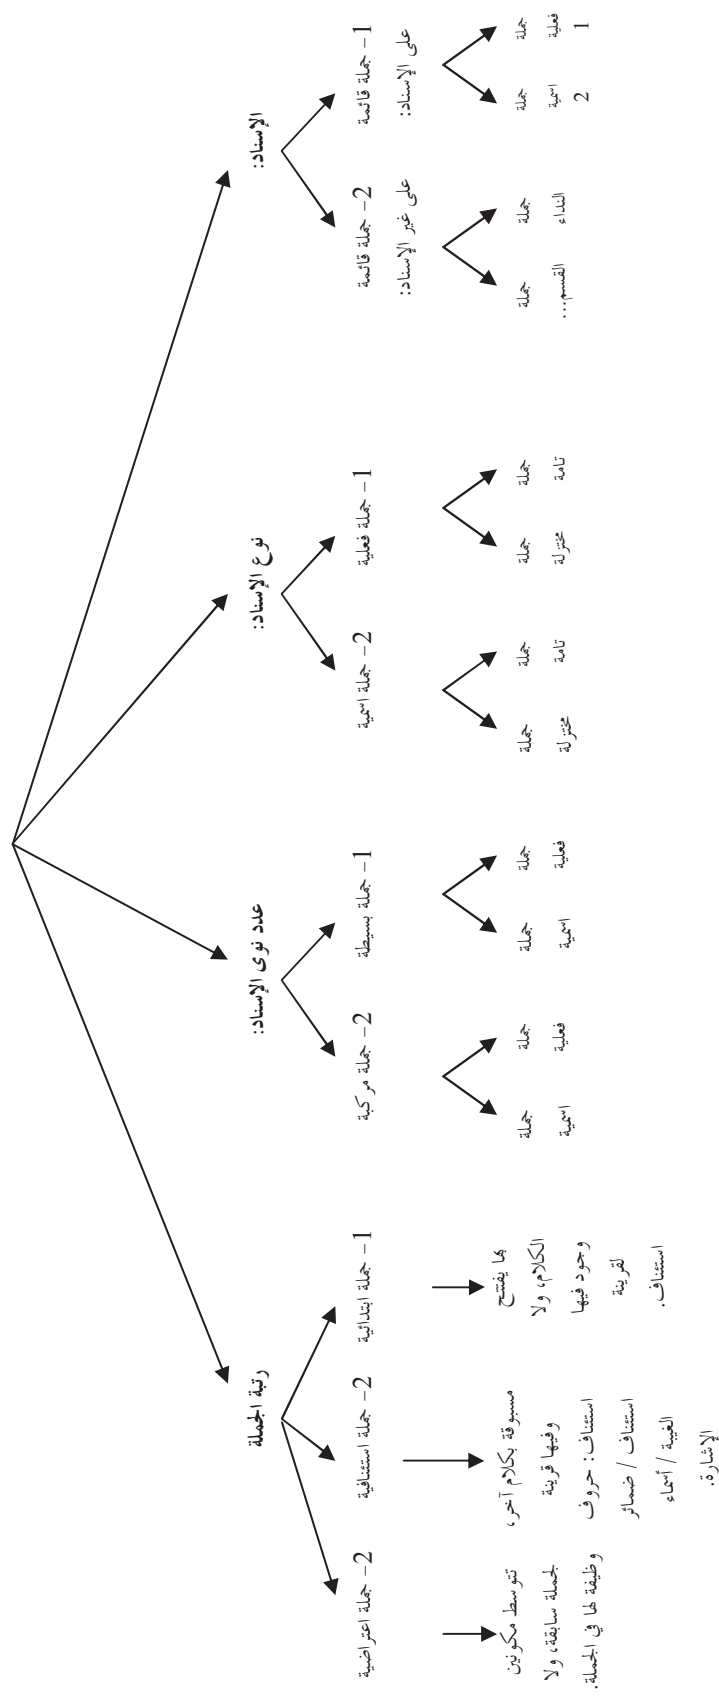 الإسناد:
1- جملة قائمة
على الإسناد:
جملة
فعلية
1
جملة
اسمية
2
2- جملة قائمة
على غير الإسناد:
جملة
النداء
جملة
القسم...
نوع الإسناد:
1- جملة فعلية
جملة
تامة
جملة
مختزلة
2- جملة اسمية
جملة
تامة
جملة
مختزلة
عدد نوى الإسناد:
1- جملة بسيطة
جملة
فعلية
جملة
اسمية
2- جملة مركبة
جملة
فعلية
جملة
اسمية
رتبة الجملة
1- جملة ابتدائية
بما يفتتح
الكلام، ولا
وجود فيها
لقرينة
استئناف.
2- جملة استئنافية
مسبوقة بكلام آخر،
وفيها قرينة
استئناف: حروف
استئناف / ضمائر
الغيبة / أسماء
الإشارة.
2- جملة اعتراضية
تتوسط مكونين
لجملة سابقة، ولا
وظيفة لها في الجملة.